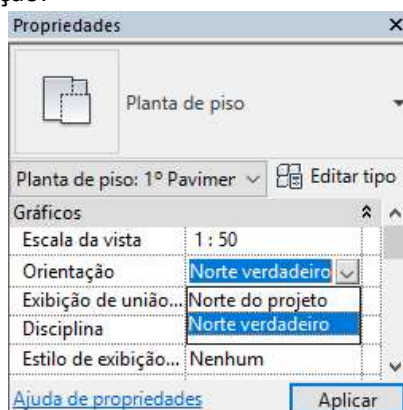 Propriedades
Planta de piso
Planta de piso: 1º Pavimer Editar tipo
Gráficos
Escala da vista 1 : 50
Orientação Norte verdadeiro
Exibição de união... Norte do projeto
Disciplina Norte verdadeiro
Estilo de exibição... Nenhum
Ajuda de propriedades Aplicar